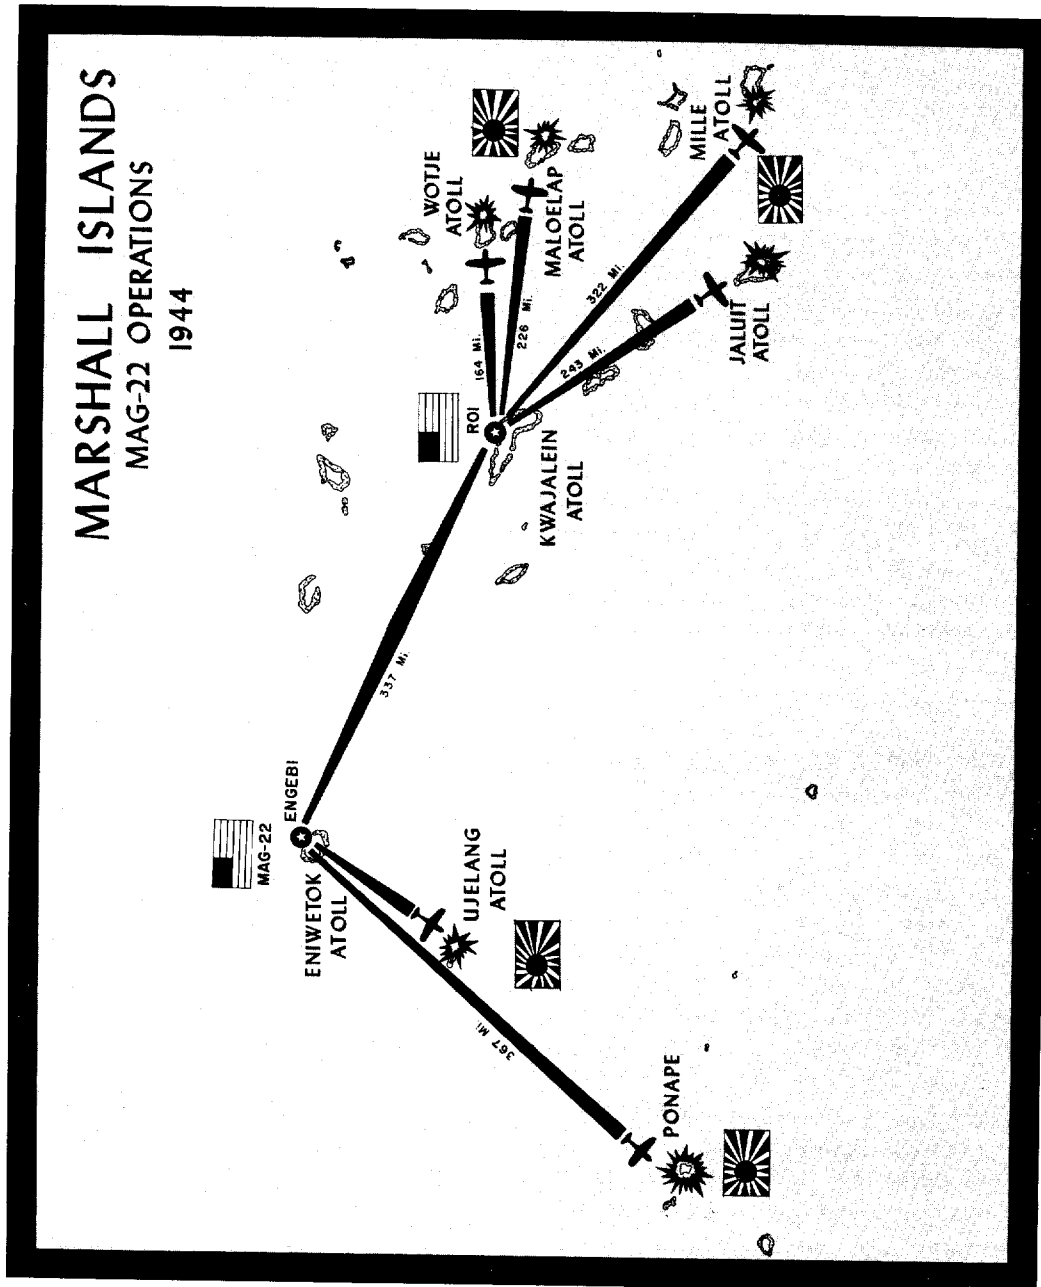 MARSHALL ISLANDS
MAG-22 OPERATIONS
1944
MAG-22
ENGEBI
ENIWETOK
ATOLL
UJELANG
ATOLL
367 Mi.
PONAPE
337 Mi.
ROI
KWAJALEIN
ATOLL
164 Mi.
226 Mi.
322 Mi.
243 Mi.
WOTJE
ATOLL
MALOELAP
ATOLL
MILLE
ATOLL
JALUIT
ATOLL